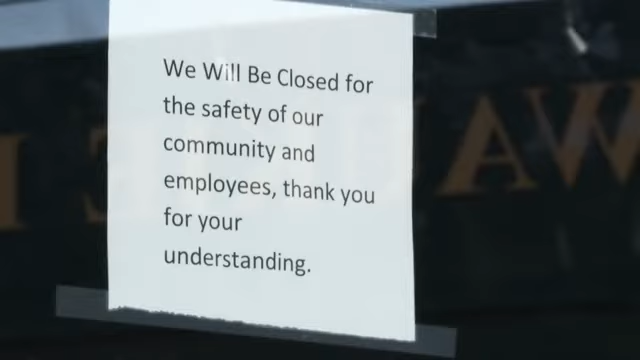 We Will Be Closed for
the safety of our
community and
employees, thank you
for your
understanding.